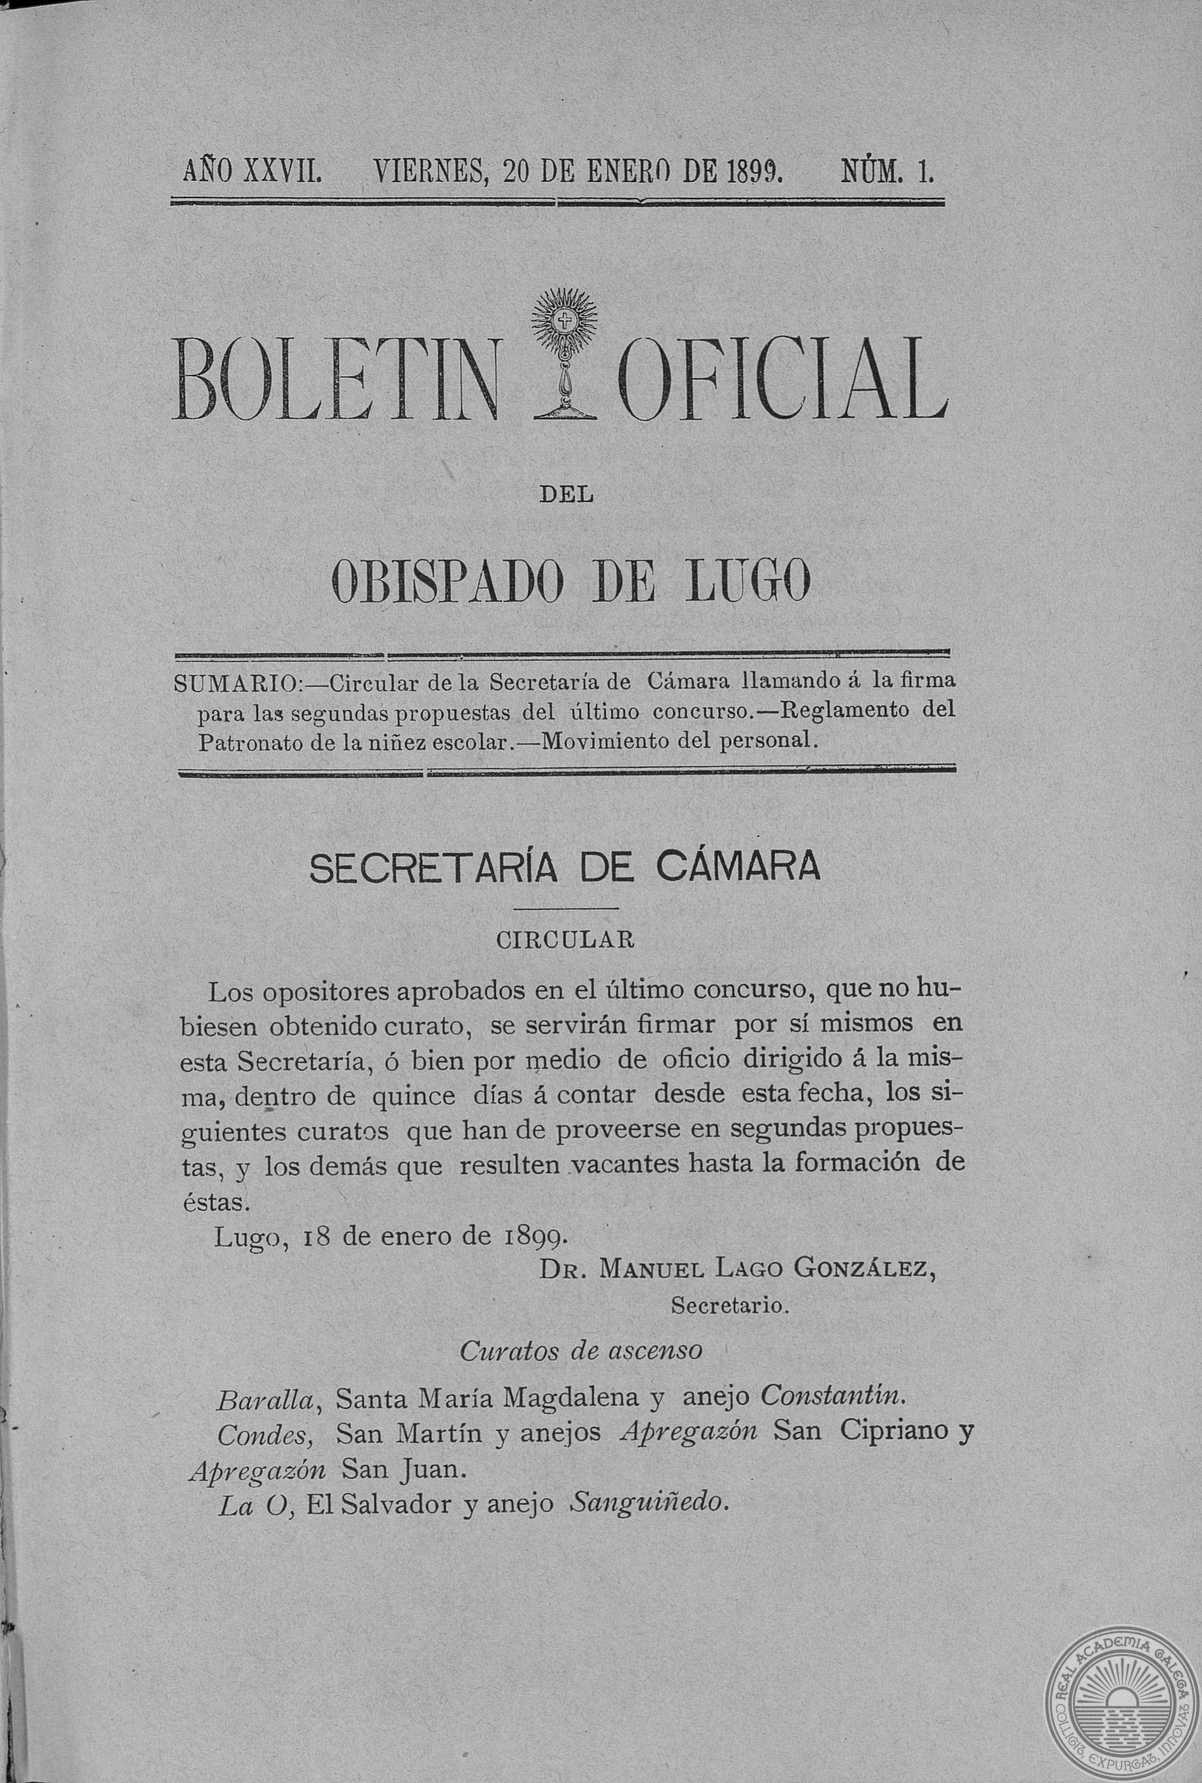 AÑO XXVII. VIERNES, 20 DE ENERO DE 1899. NÚM. 1.
BOLETIN OFICIAL
DEL
OBISPADO DE LUGO
SUMARIO:—Circular de la Secretaría de Cámara llamando á la firma
para las segundas propuestas del último concurso.—Reglamento del
Patronato de la niñez escolar.—Movimiento del personal.
SECRETARÍA DE CÁMARA
CIRCULAR
Los opositores aprobados en el último concurso, que no hu-
biesen obtenido curato, se servirán firmar por sí mismos en
esta Secretaría, ó bien por medio de oficio dirigido á la mis-
ma, dentro de quince días á contar desde esta fecha, los si-
guientes curatos que han de proveerse en segundas propues-
tas, y los demás que resulten vacantes hasta la formación de
éstas.
Lugo, 18 de enero de 1899.
DR. MANUEL LAGO GONZÁLEZ,
Secretario.
Curatos de ascenso
Baralla, Santa María Magdalena y anejo Constantín.
Condes, San Martín y anejos Apregazón San Cipriano y
Apregazón San Juan.
La O, El Salvador y anejo Sanguiñedo.
REAL ACADEMIA GALEGA
COLLIGIT, EXPURGAT, INNOVAT